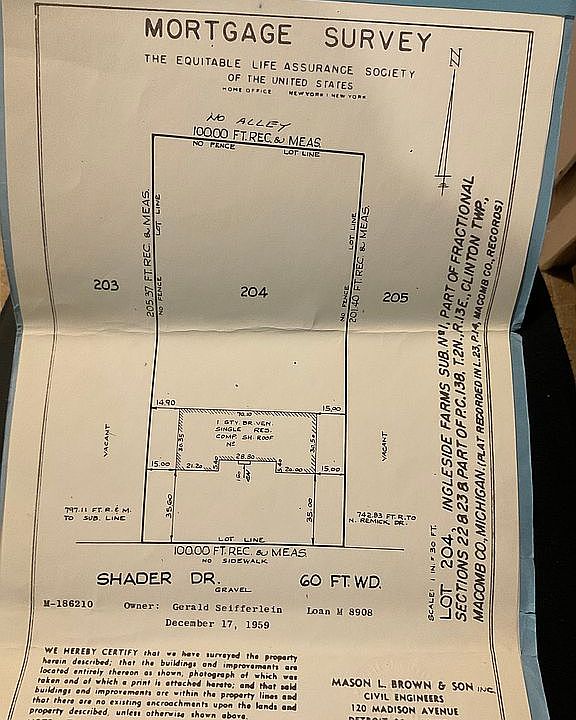 MORTGAGE SURVEY
THE EQUITABLE LIFE ASSURANCE SOCIETY
OF THE UNITED STATES
HOME OFFICE NEW YORK 1 NEW YORK
N
NO ALLEY
100.00 FT. REC. & MEAS.
NO FENCE LOT LINE
205.37 FT. REC. & MEAS.
NO FENCE LOT LINE
201.40 FT. REC. & MEAS.
NO FENCE LOT LINE
203
204
205
14.90
70.10
15.00
1 STY. BR. VEN.
SINGLE RES.
COMP. SH. ROOF
30.55
30.50
15.00
21.20
28.80
20.00
15.00
VACANT
VACANT
35.60
35.00
797.11 FT. R. & M.
TO SUB. LINE
742.83 FT. R. TO
N. REMICK DR.
LOT LINE
100.00 FT. REC. & MEAS.
NO SIDEWALK
SHADER DR. 60 FT. WD.
GRAVEL
SCALE: 1 IN. = 30 FT.
LOT 204. INGLESIDE FARMS SUB. Nº 1, PART OF FRACTIONAL
SECTIONS 22 & 23 & PART OF P.C. 138, T.2N., R.13E., CLINTON TWP.,
MACOMB CO., MICHIGAN. (PLAT RECORDED IN L.23, P.14, MACOMB CO. RECORDS)
M-186210 Owner: Gerald Seifferlein Loan M 8908
December 17, 1959
WE HEREBY CERTIFY that we have surveyed the property
herein described; that the buildings and improvements are
located entirely thereon as shown, photograph of which was
taken and of which a print is attached hereto; and that said
buildings and improvements are within the property lines and
that there are no existing encroachments upon the lands and
property described, unless otherwise shown above.
MASON L. BROWN & SON INC.
CIVIL ENGINEERS
120 MADISON AVENUE